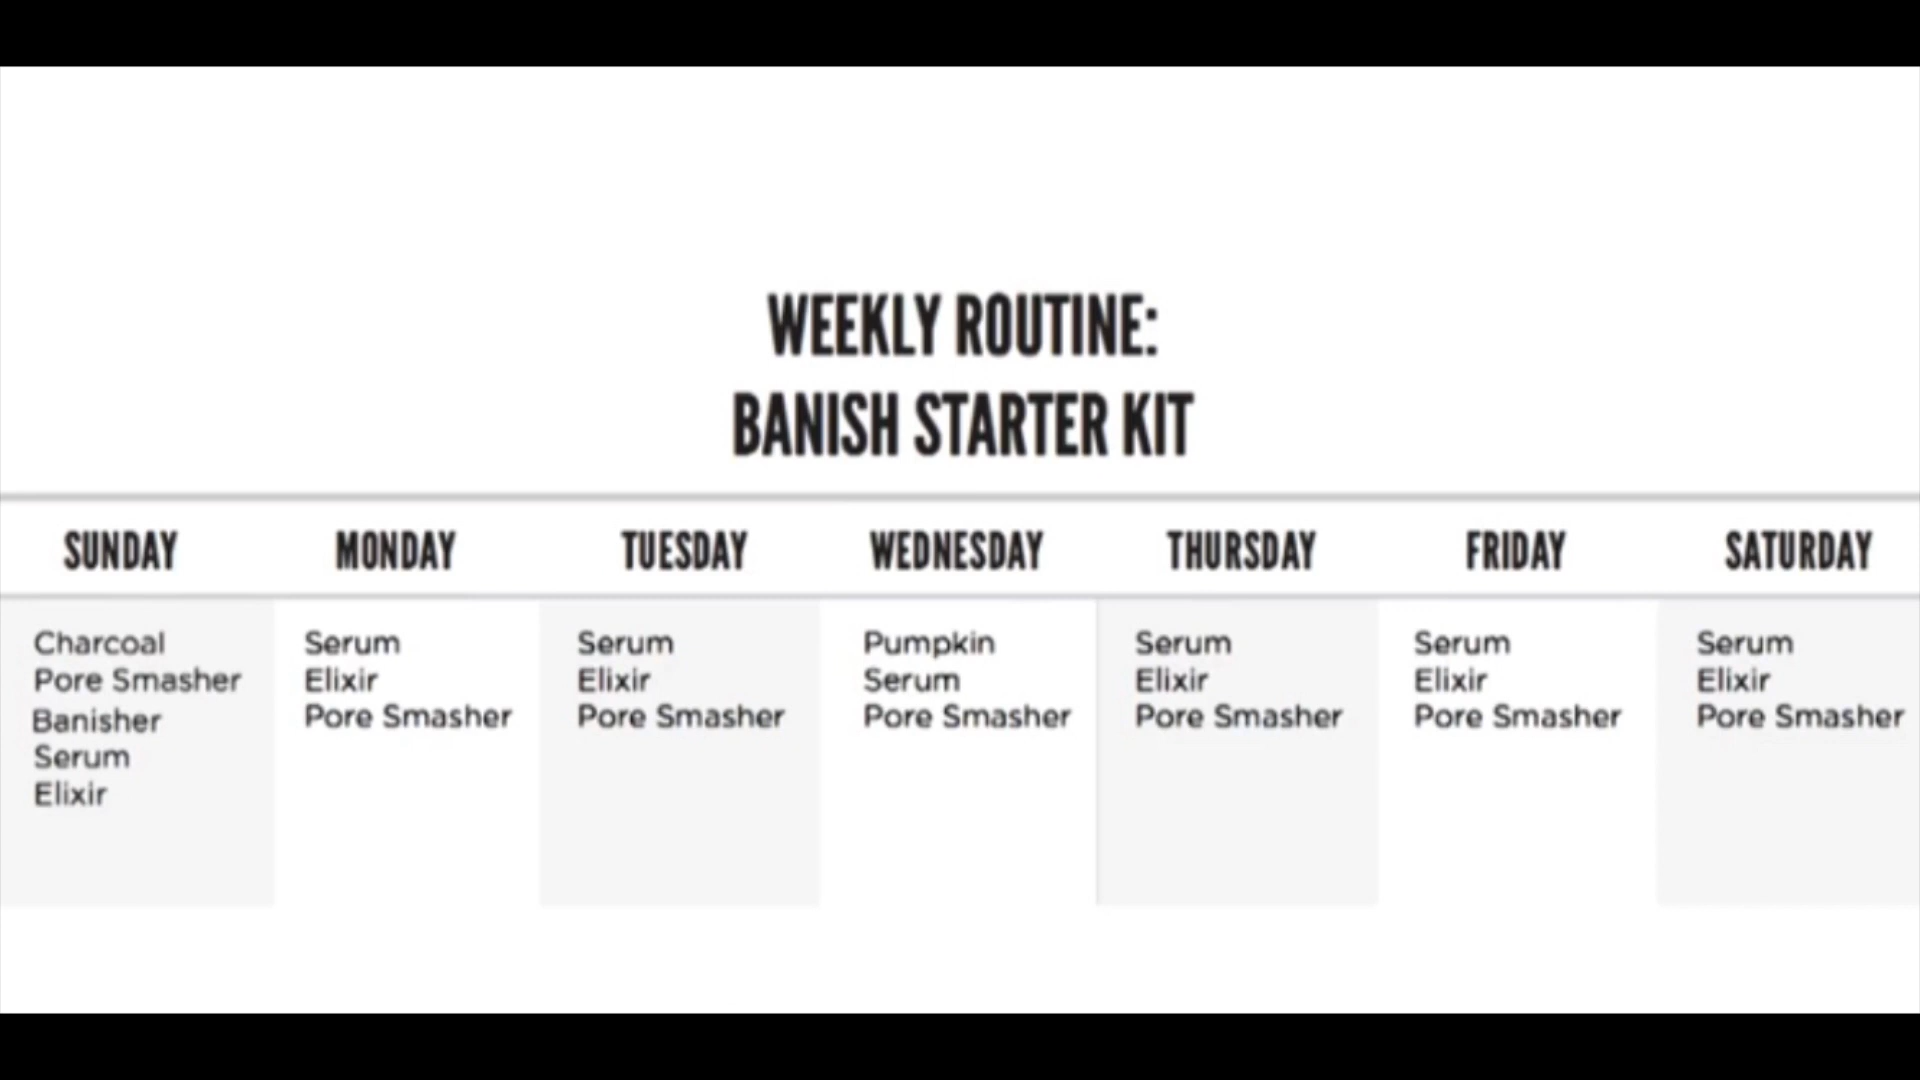 WEEKLY ROUTINE:
BANISH STARTER KIT
SUNDAY MONDAY TUESDAY WEDNESDAY THURSDAY FRIDAY SATURDAY
Charcoal Serum Serum Pumpkin Serum Serum Serum
Pore Smasher Elixir Elixir Serum Elixir Elixir Elixir
Banisher Pore Smasher Pore Smasher Pore Smasher Pore Smasher Pore Smasher Pore Smasher
Serum
Elixir